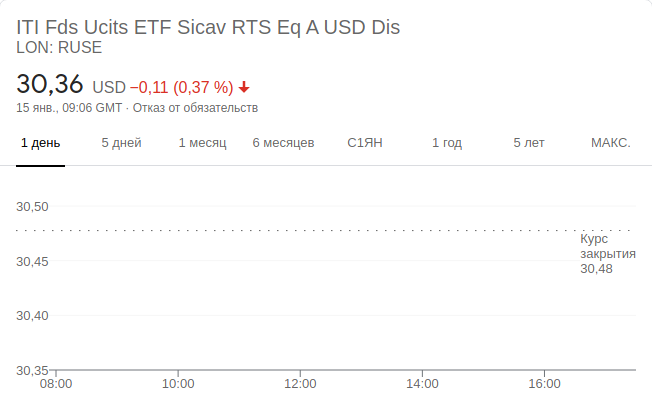 ITI Fds Ucits ETF Sicav RTS Eq A USD Dis
LON: RUSE
30,36 USD −0,11 (0,37 %)
15 янв., 09:06 GMT · Отказ от обязательств
1 день 5 дней 1 месяц 6 месяцев С1ЯН 1 год 5 лет МАКС.
30,50
Курс
закрытия
30,48
30,45
30,40
30,35
08:00 10:00 12:00 14:00 16:00